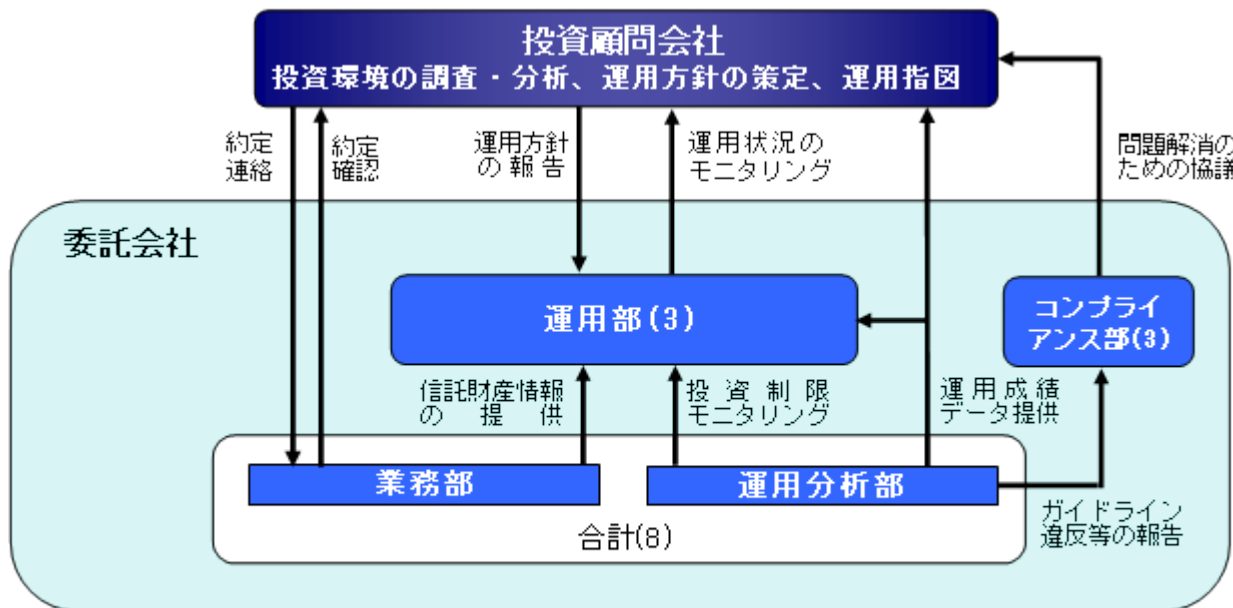 投資顧問会社
投資環境の調査・分析、運用方針の策定、運用指図
約定
連絡
約定
確認
運用方針
の報告
運用状況の
モニタリング
問題解消の
ための協議
委託会社
運用部(3)
コンプライ
アンス部(3)
信託財産情報
の提供
投資制限
モニタリング
運用成績
データ提供
業務部
運用分析部
合計(8)
ガイドライン
違反等の報告